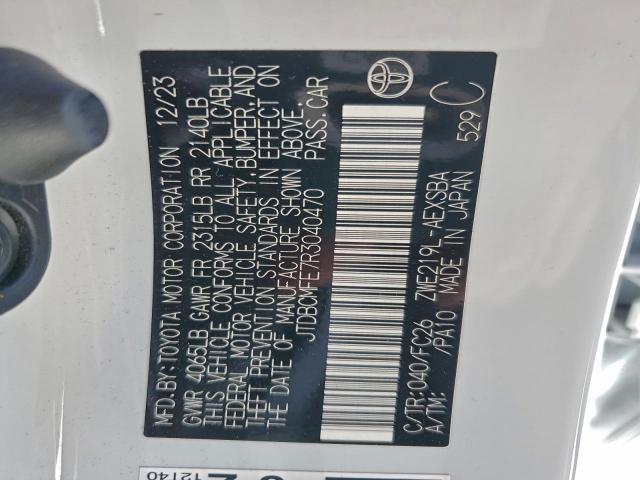 MFD.BY:TOYOTA MOTOR CORPORATION 12/23
GVWR 4065LB GAWR FR 2315LB RR 2140LB
THIS VEHICLE CONFORMS TO ALL APPLICABLE
FEDERAL MOTOR VEHICLE SAFETY,BUMPER,AND
THEFT PREVENTION STANDARDS IN EFFECT ON
THE DATE OF MANUFACTURE SHOWN ABOVE.
JTDBCMFE7R3040470 PASS.CAR
C/TR:040/FC26 ZWE219L-AEXSBA
A/TM: /PA10 MADE IN JAPAN 529 C
12140